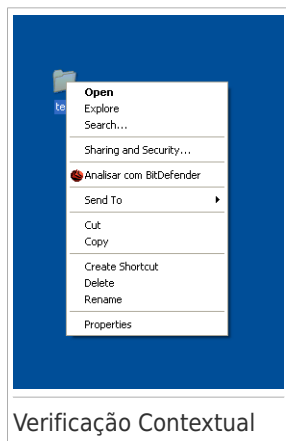 te
Open
Explore
Search...
Sharing and Security...
Analisar com BitDefender
Send To
Cut
Copy
Create Shortcut
Delete
Rename
Properties
Verificação Contextual